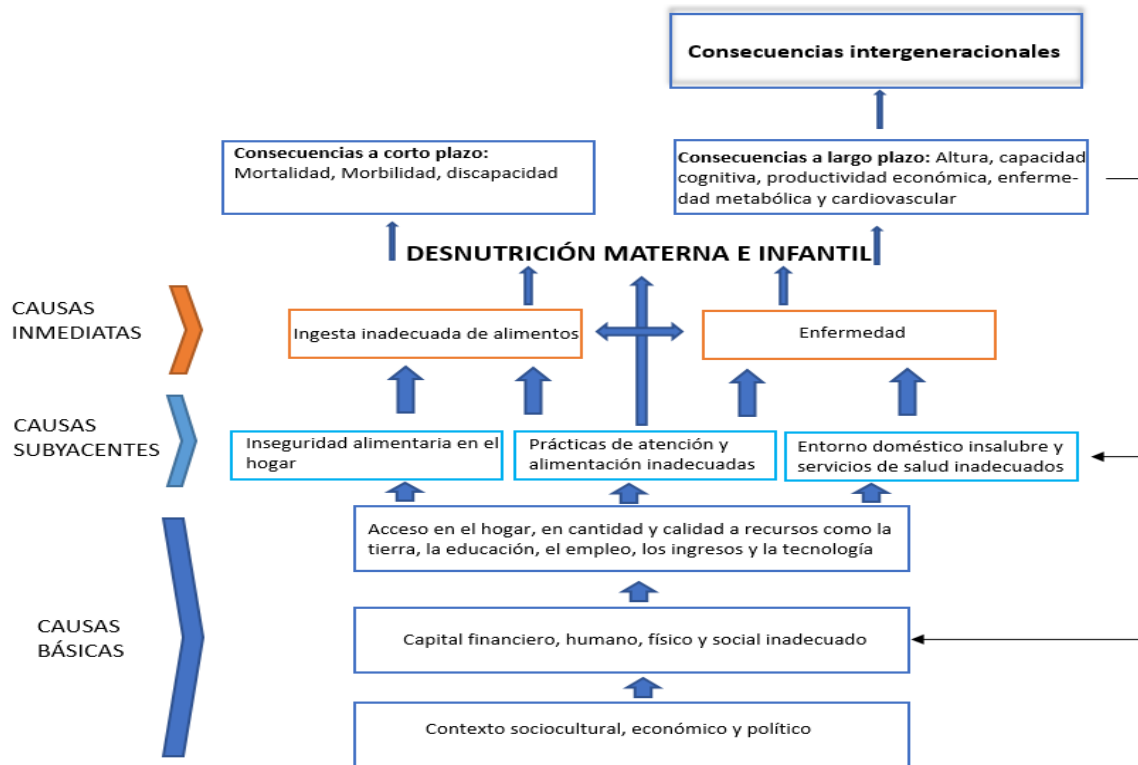 Consecuencias intergeneracionales
Consecuencias a corto plazo:
Mortalidad, Morbilidad, discapacidad
Consecuencias a largo plazo: Altura, capacidad
cognitiva, productividad económica, enferme-
dad metabólica y cardiovascular
DESNUTRICIÓN MATERNA E INFANTIL
CAUSAS
INMEDIATAS
Ingesta inadecuada de alimentos
Enfermedad
CAUSAS
SUBYACENTES
Inseguridad alimentaria en el
hogar
Prácticas de atención y
alimentación inadecuadas
Entorno doméstico insalubre y
servicios de salud inadecuados
Acceso en el hogar, en cantidad y calidad a recursos como la
tierra, la educación, el empleo, los ingresos y la tecnología
CAUSAS
BÁSICAS
Capital financiero, humano, físico y social inadecuado
Contexto sociocultural, económico y político